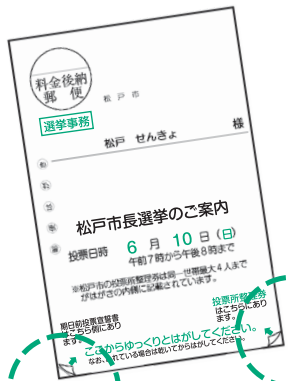 料金後納
郵便
選挙事務
松戸市
松戸 せんきょ 様
松戸市長選挙のご案内
投票日時 6月10日(日)
午前7時から午後8時まで
※松戸市の投票所整理券は同一世帯最大4人まで
がはがきの内側に記載されています。
投票所整理券
はこちらにあり
ます。
期日前投票宣誓書
はこちら側にあり
ます。
ここからゆっくりとはがしてください。
なお、ぬれている場合は乾いてからはがしてください。